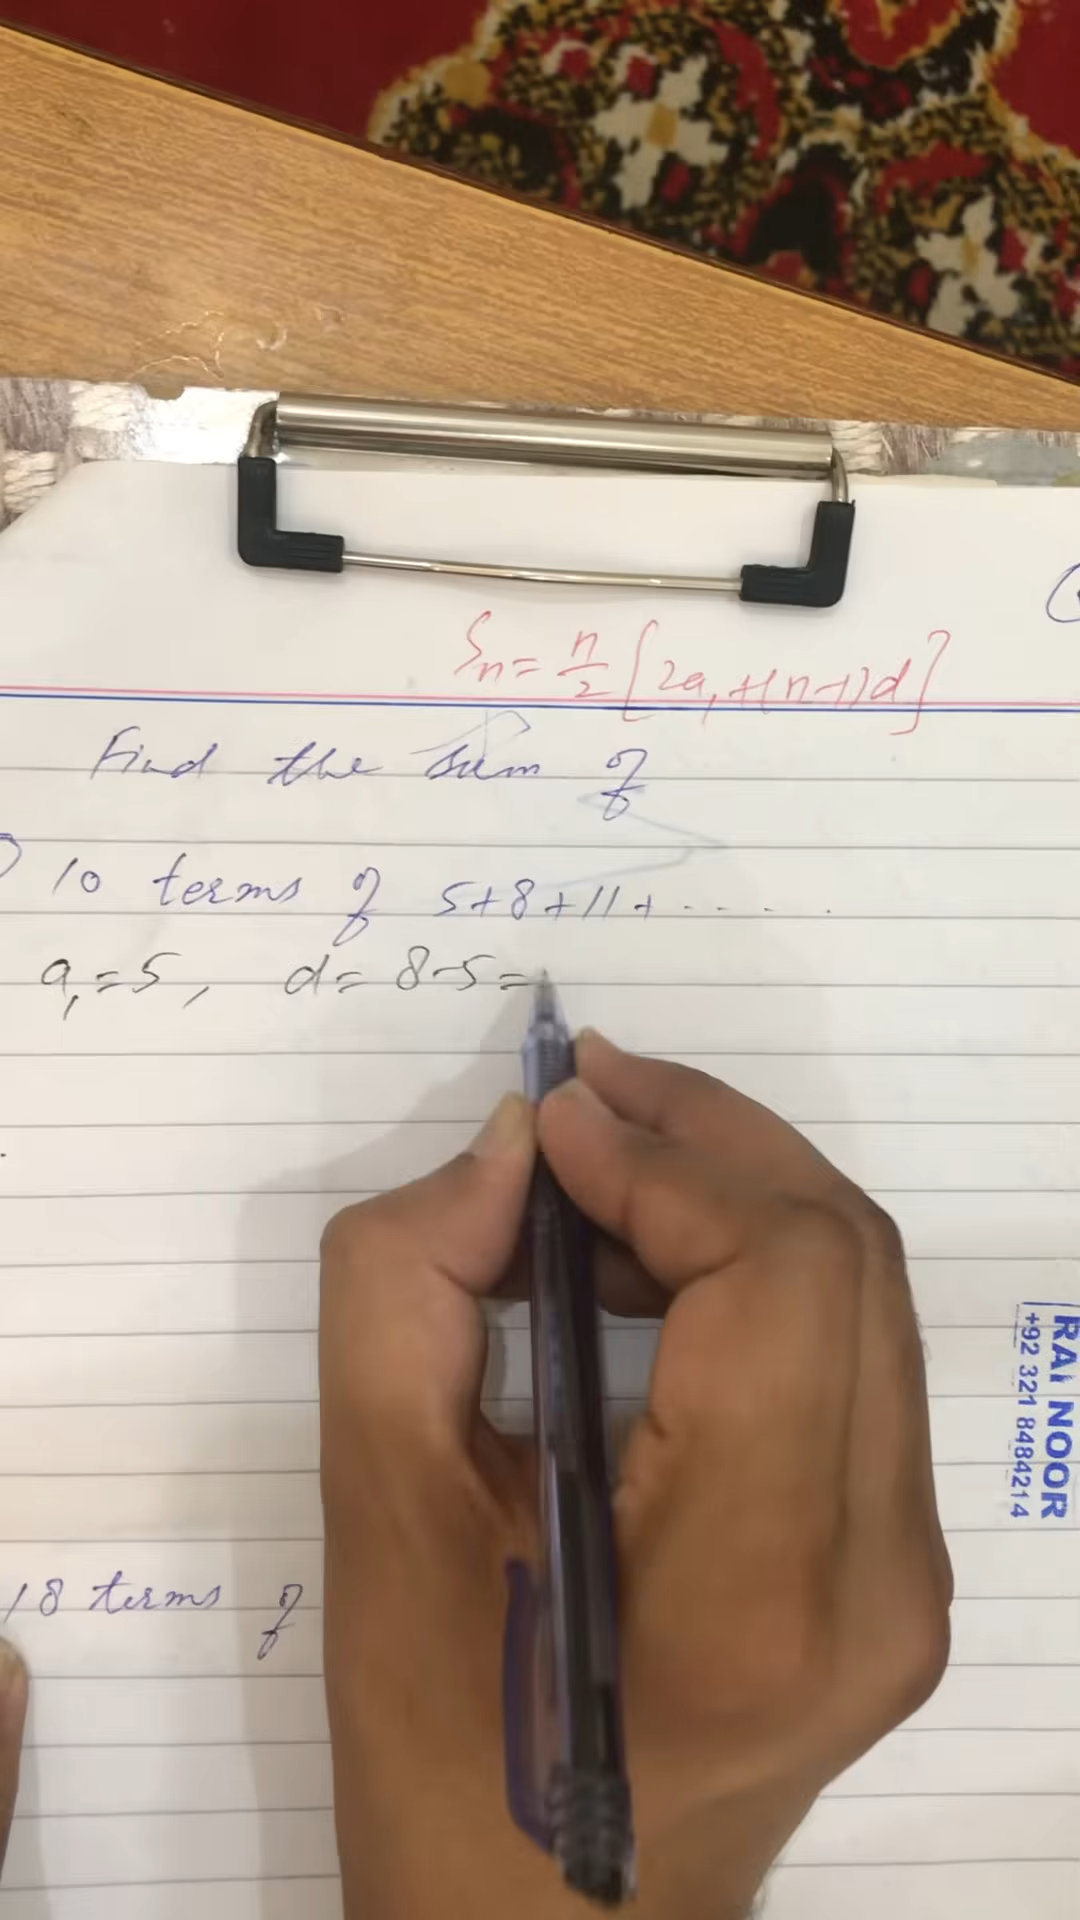 Sn = n/2 [2a₁ + (n-1)d]
Find the sum of
10 terms of 5+8+11+ .....
a₁ = 5, d = 8-5 =
18 terms of
RAI NOOR
+92 321 8484214